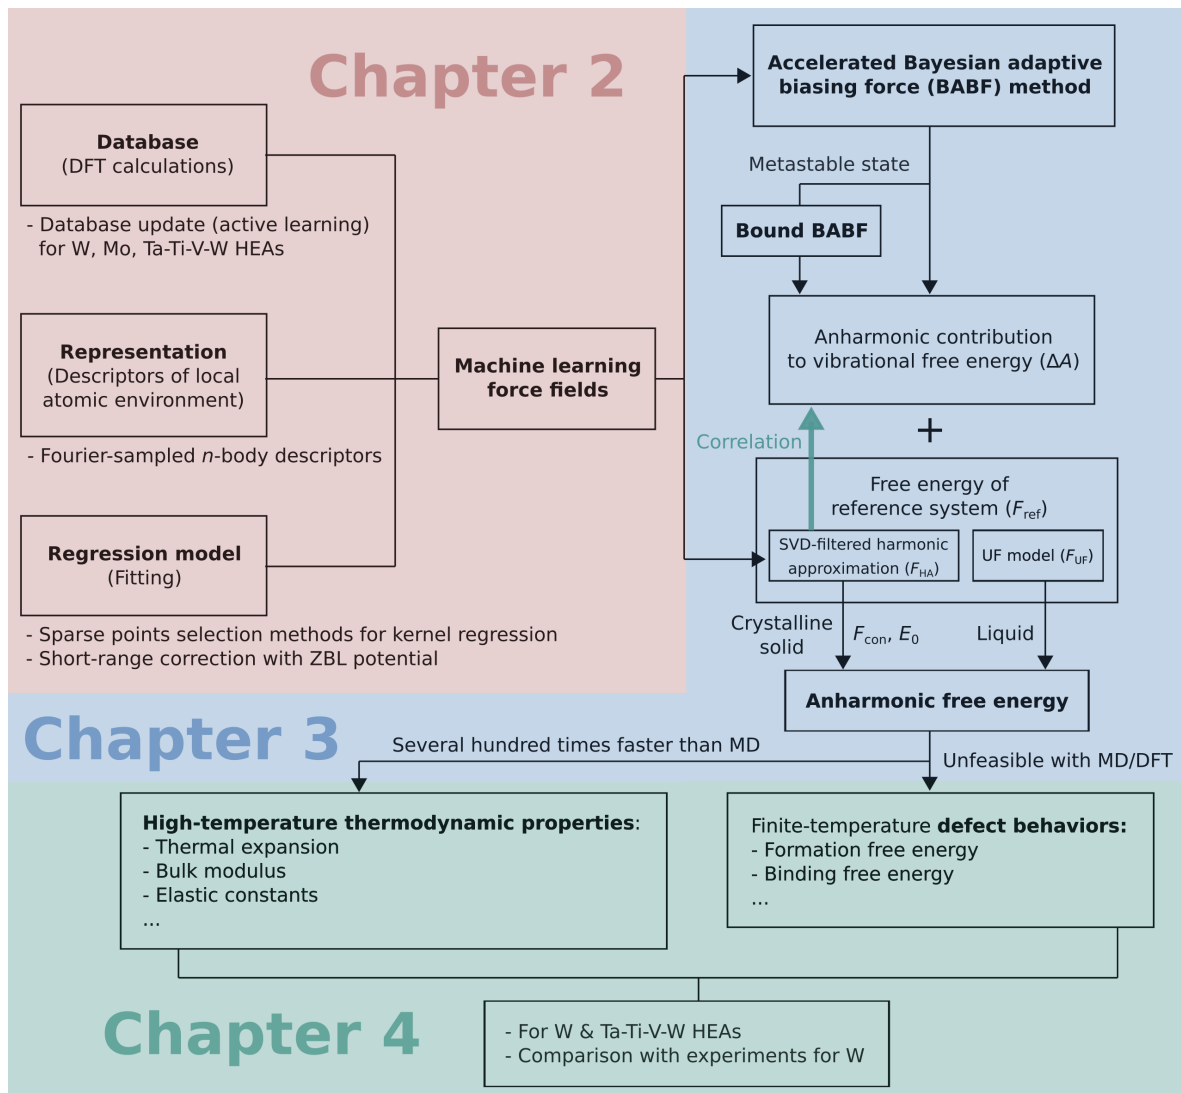 Chapter 2
Database
(DFT calculations)
- Database update (active learning)
for W, Mo, Ta-Ti-V-W HEAs
Representation
(Descriptors of local
atomic environment)
- Fourier-sampled n-body descriptors
Regression model
(Fitting)
- Sparse points selection methods for kernel regression
- Short-range correction with ZBL potential
Machine learning
force fields
Accelerated Bayesian adaptive
biasing force (BABF) method
Metastable state
Bound BABF
Anharmonic contribution
to vibrational free energy (ΔA)
Correlation
+
Free energy of
reference system (F_ref)
SVD-filtered harmonic
approximation (F_HA)
UF model (F_UF)
Crystalline
solid
F_con, E_0
Liquid
Anharmonic free energy
Chapter 3
Several hundred times faster than MD
Unfeasible with MD/DFT
High-temperature thermodynamic properties:
- Thermal expansion
- Bulk modulus
- Elastic constants
...
Finite-temperature defect behaviors:
- Formation free energy
- Binding free energy
...
Chapter 4
- For W & Ta-Ti-V-W HEAs
- Comparison with experiments for W